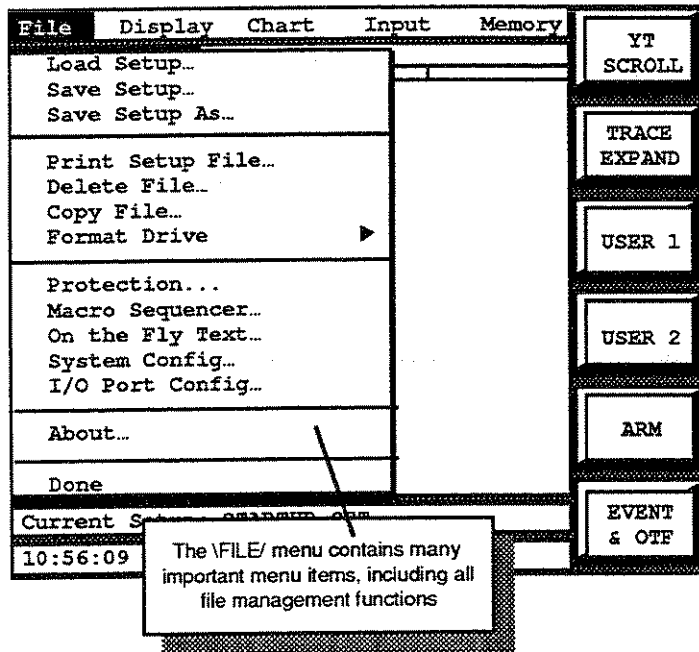 File Display Chart Input Memory
Load Setup…
Save Setup…
Save Setup As…
Print Setup File…
Delete File…
Copy File…
Format Drive
Protection...
Macro Sequencer…
On the Fly Text…
System Config…
I/O Port Config…
About…
Done
Current
10:56:09
The \FILE/ menu contains many
important menu items, including all
file management functions
YT
SCROLL
TRACE
EXPAND
USER 1
USER 2
ARM
EVENT
& OTF